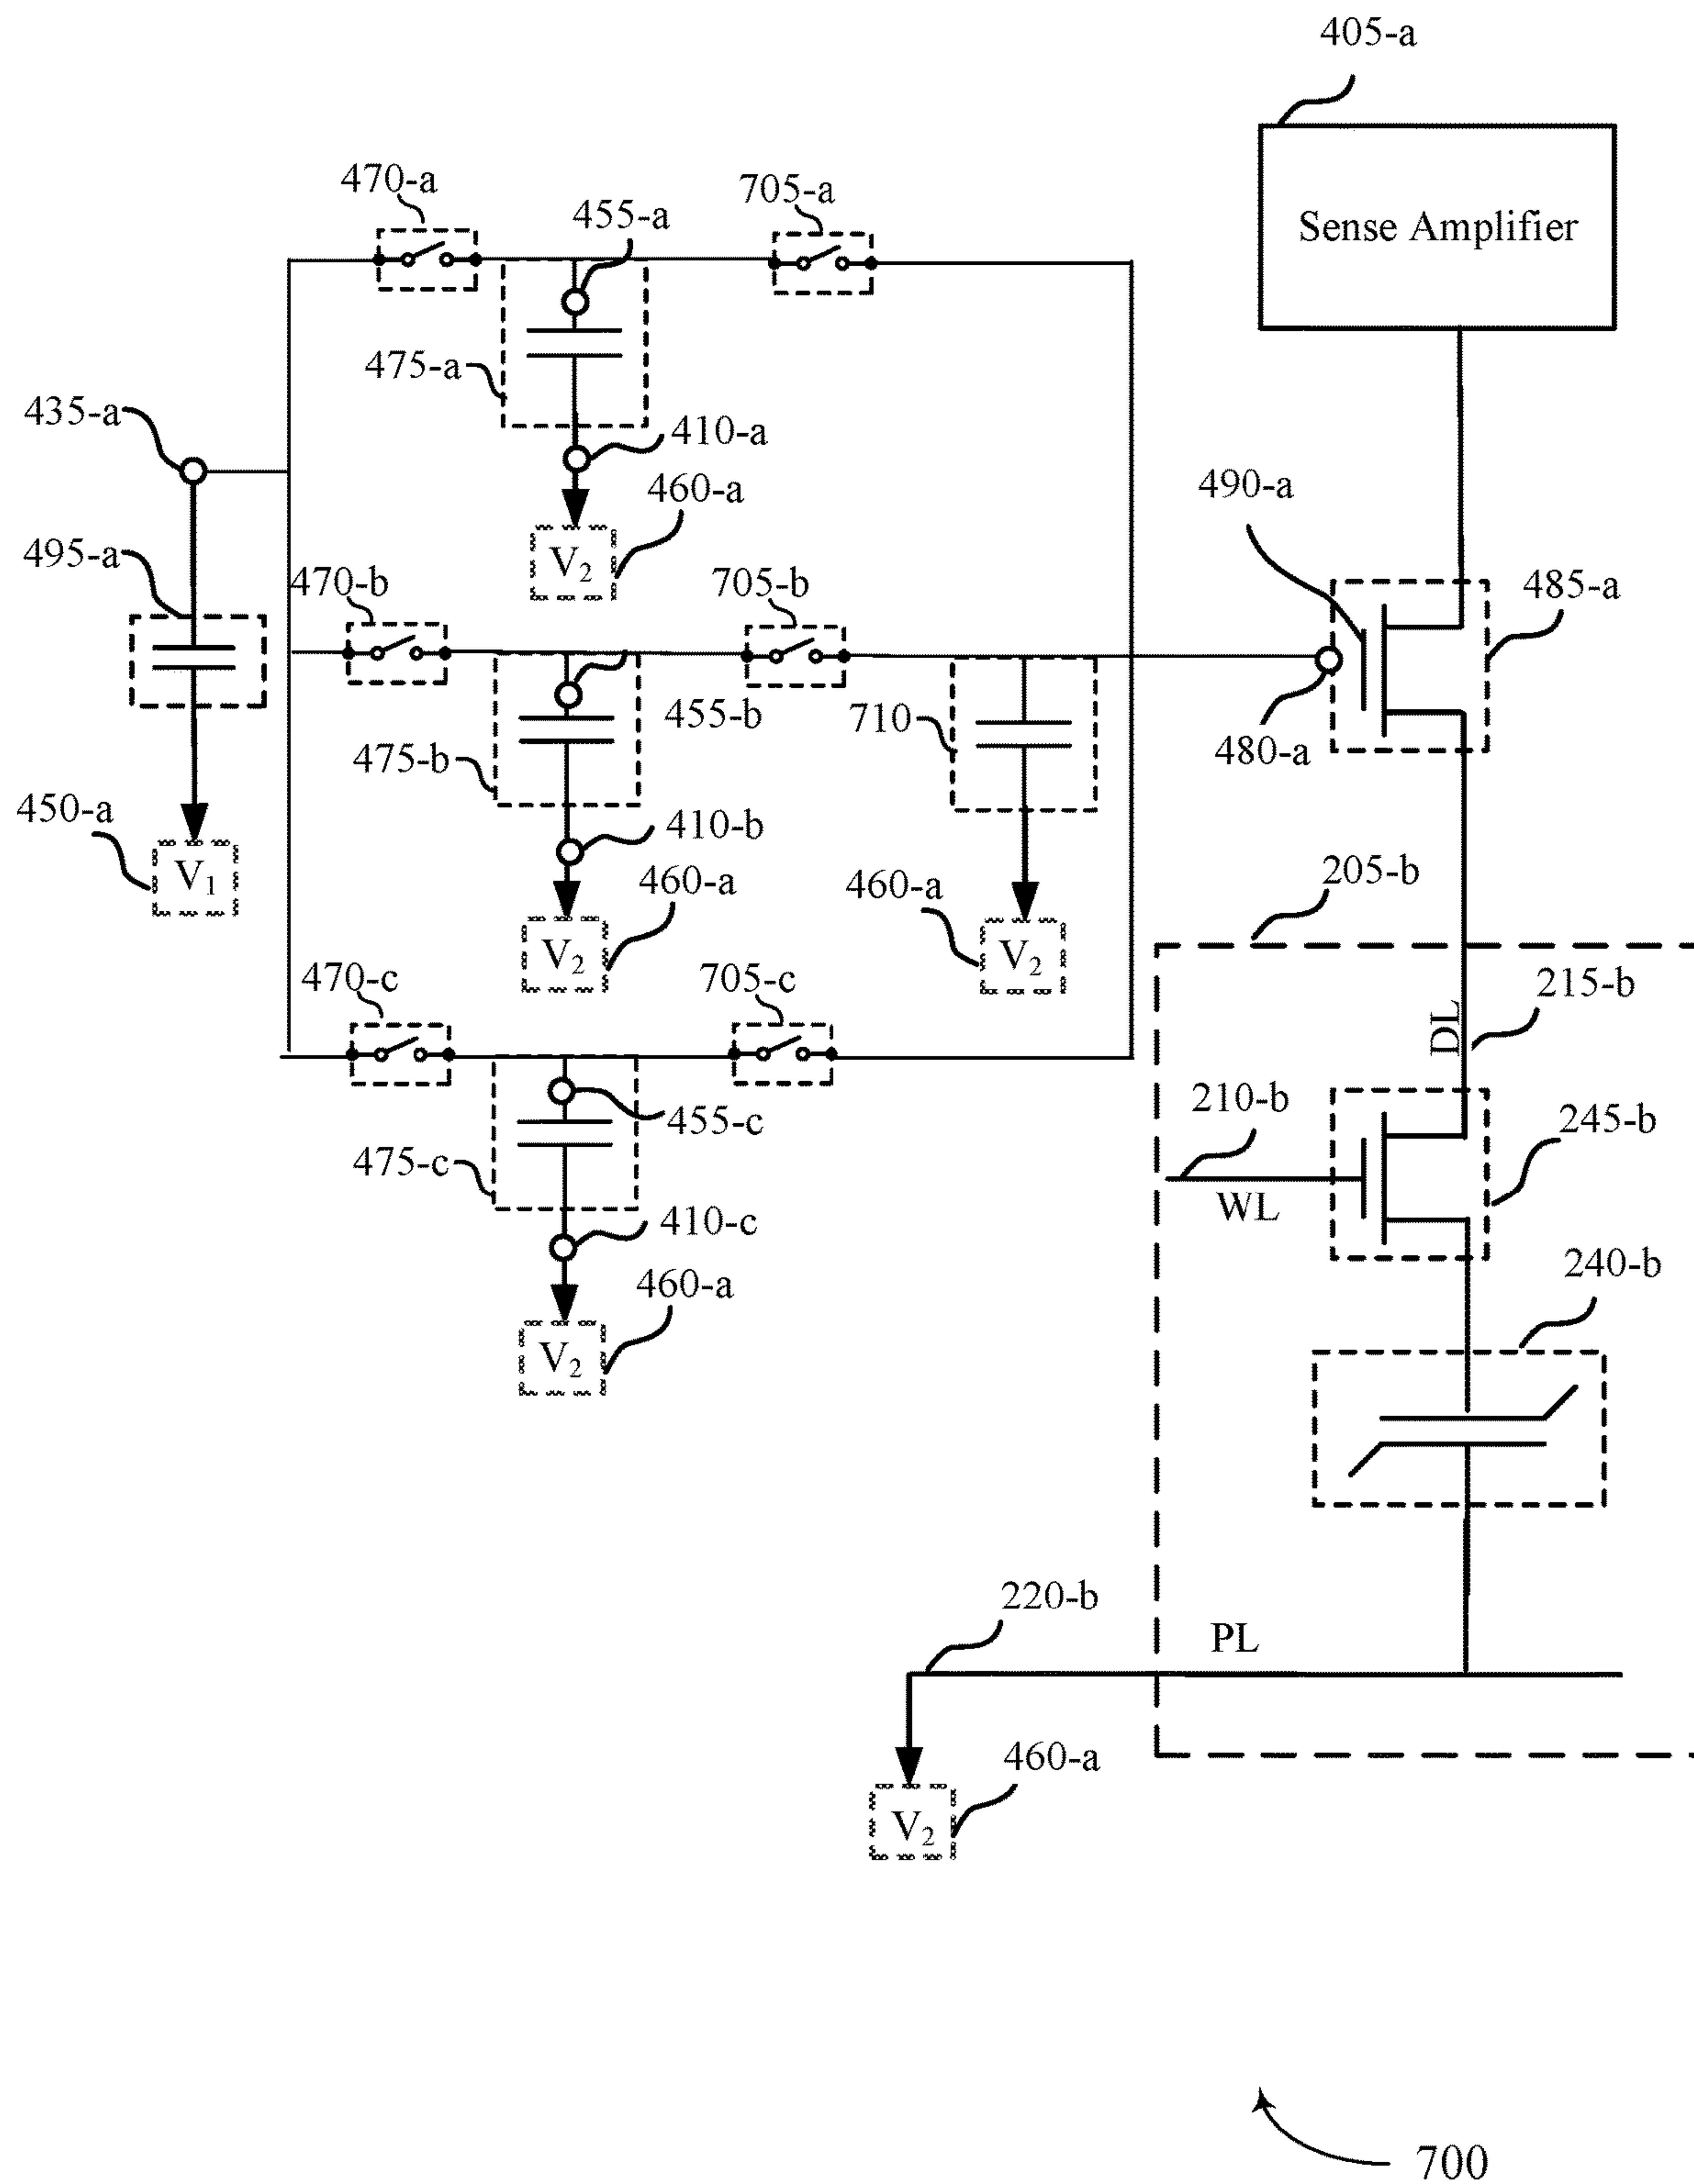 405-a
470-a
705-a
455-a
Sense Amplifier
475-a
435-a
410-a
460-a
490-a
V2
495-a
470-b
705-b
485-a
455-b
710
480-a
475-b
450-a
410-b
V1
460-a
460-a
205-b
V2
V2
470-c
705-c
215-b
DL
210-b
455-c
245-b
475-c
WL
410-c
240-b
460-a
V2
220-b
PL
460-a
V2
700